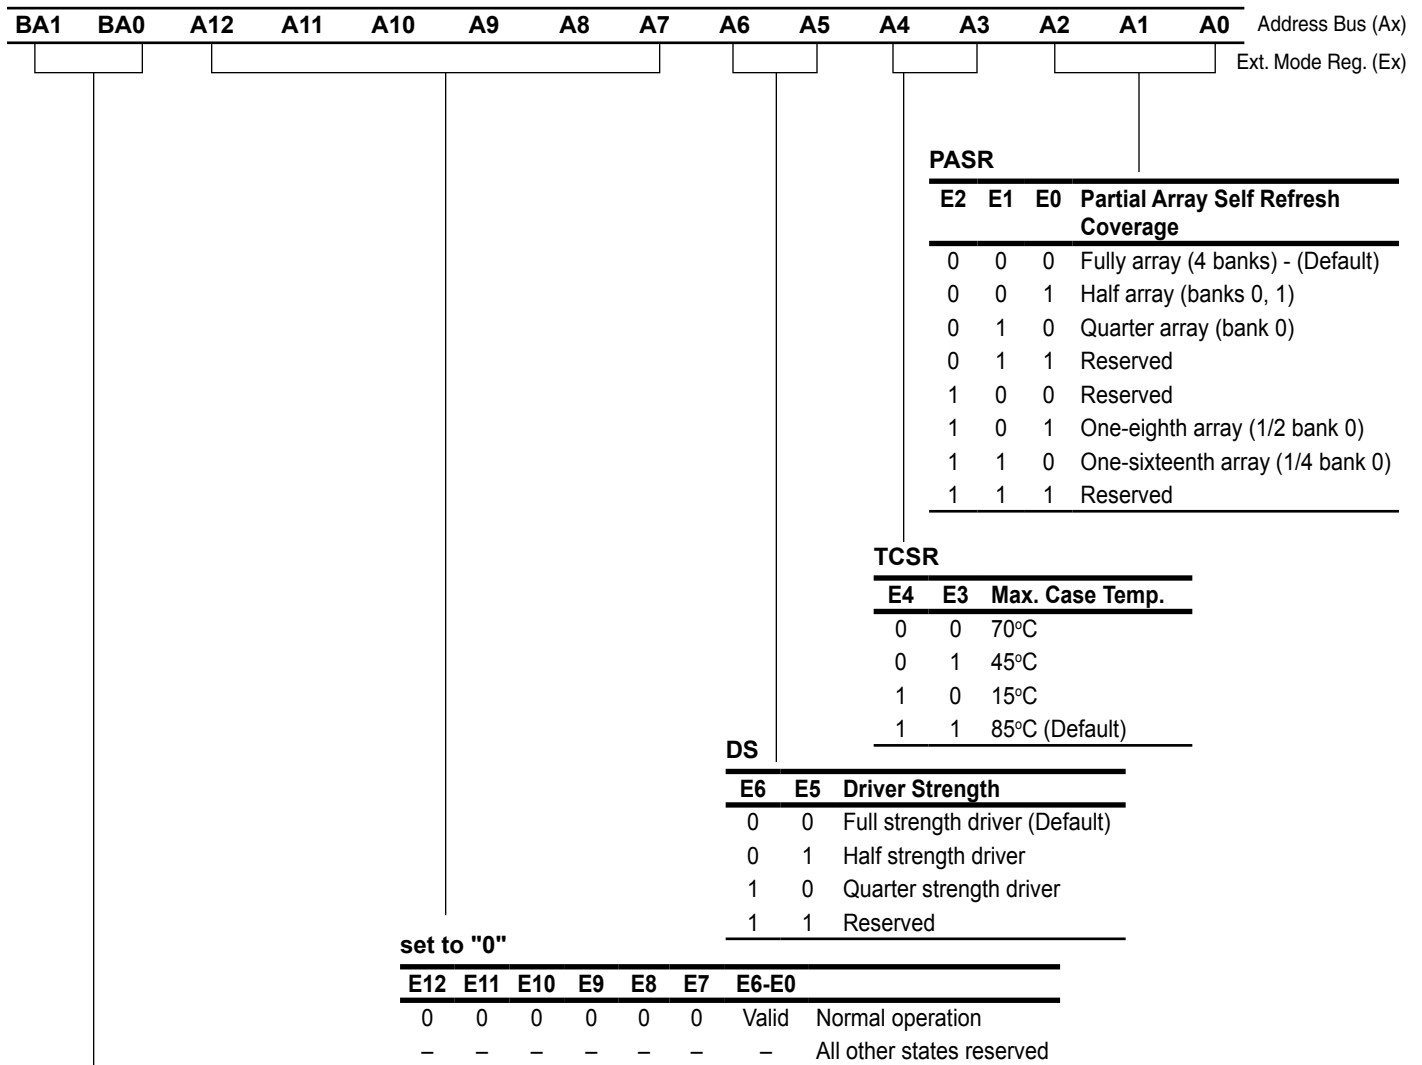 BA1 BA0 A12 A11 A10 A9 A8 A7 A6 A5 A4 A3 A2 A1 A0 Address Bus (Ax)
Ext. Mode Reg. (Ex)
PASR
E2 E1 E0 Partial Array Self Refresh
Coverage
0 0 0 Fully array (4 banks) - (Default)
0 0 1 Half array (banks 0, 1)
0 1 0 Quarter array (bank 0)
0 1 1 Reserved
1 0 0 Reserved
1 0 1 One-eighth array (1/2 bank 0)
1 1 0 One-sixteenth array (1/4 bank 0)
1 1 1 Reserved
TCSR
E4 E3 Max. Case Temp.
0 0 70°C
0 1 45°C
1 0 15°C
1 1 85°C (Default)
DS
E6 E5 Driver Strength
0 0 Full strength driver (Default)
0 1 Half strength driver
1 0 Quarter strength driver
1 1 Reserved
set to "0"
E12 E11 E10 E9 E8 E7 E6-E0
0 0 0 0 0 0 Valid Normal operation
– – – – – – – All other states reserved